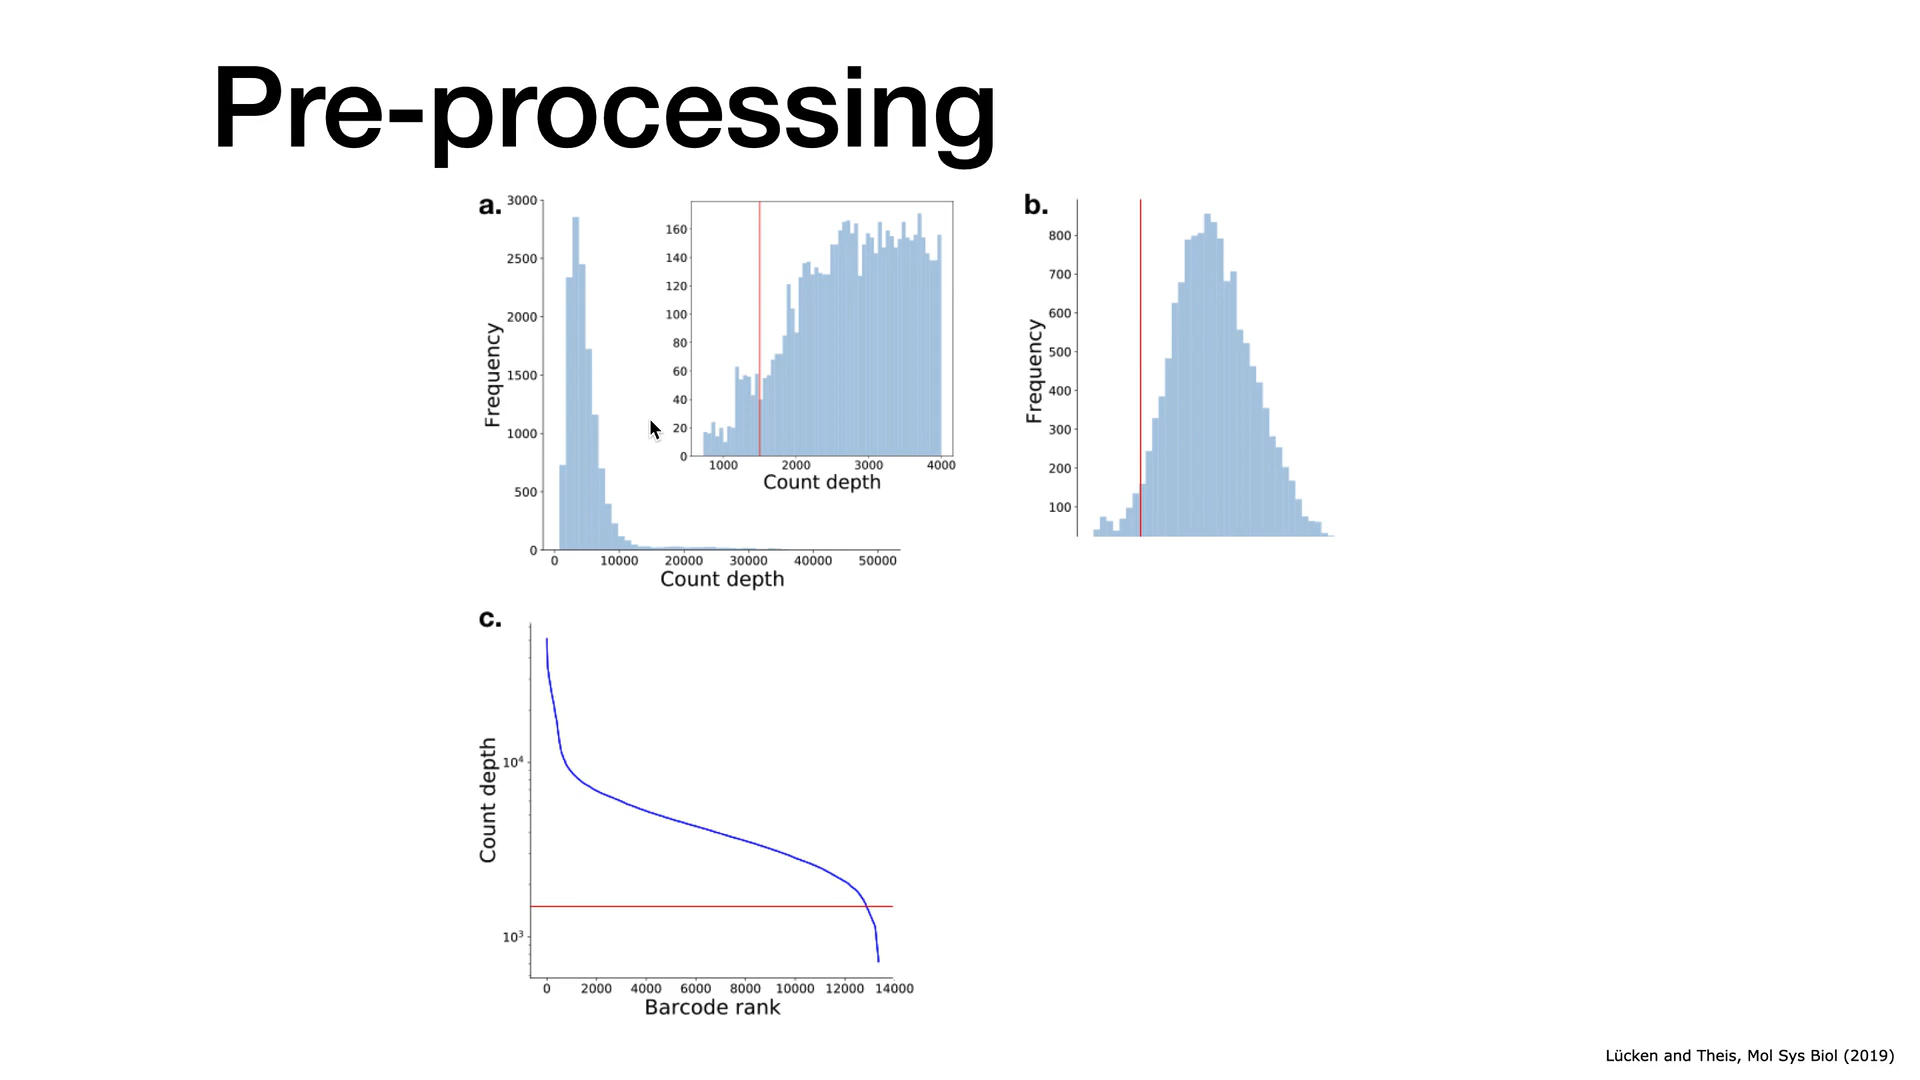 Pre-processing
a.
3000
2500
2000
1500
1000
500
0
Frequency
0 10000 20000 30000 40000 50000
Count depth
160
140
120
100
80
60
40
20
0
1000 2000 3000 4000
Count depth
b.
800
700
600
500
400
300
200
100
Frequency
c.
10⁴
10³
Count depth
0 2000 4000 6000 8000 10000 12000 14000
Barcode rank
Lücken and Theis, Mol Sys Biol (2019)